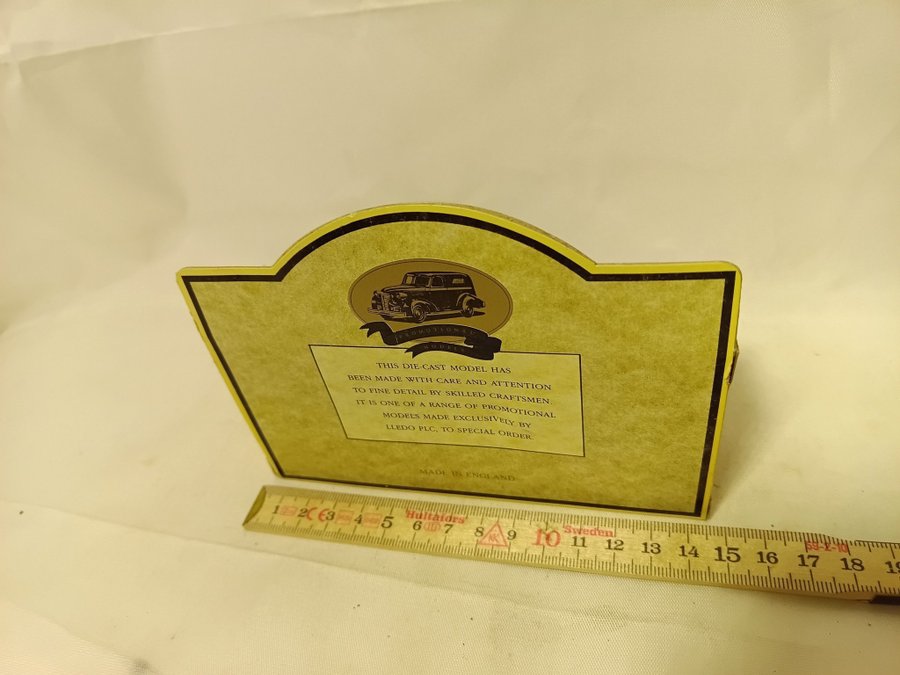 PROMOTIONAL
MODELS
THIS DIE-CAST MODEL HAS
BEEN MADE WITH CARE AND ATTENTION
TO FINE DETAIL BY SKILLED CRAFTSMEN.
IT IS ONE OF A RANGE OF PROMOTIONAL
MODELS MADE EXCLUSIVELY BY
LLEDO PLC, TO SPECIAL ORDER.
MADE IN ENGLAND
1 2 CE 3 4 5 6 7 8 9 10 11 12 13 14 15 16 17 18 19
Hultafors Sweden